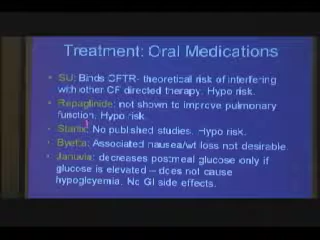 Treatment: Oral Medications
• SU: Binds CFTR- theoretical risk of interfering
with other CF directed therapy. Hypo risk.
• Repaglinide: not shown to improve pulmonary
function. Hypo risk.
• Starlix: No published studies. Hypo risk.
• Byetta: Associated nausea/wt loss not desirable.
• Januvia: decreases postmeal glucose only if
glucose is elevated – does not cause
hypoglyemia. No GI side effects.